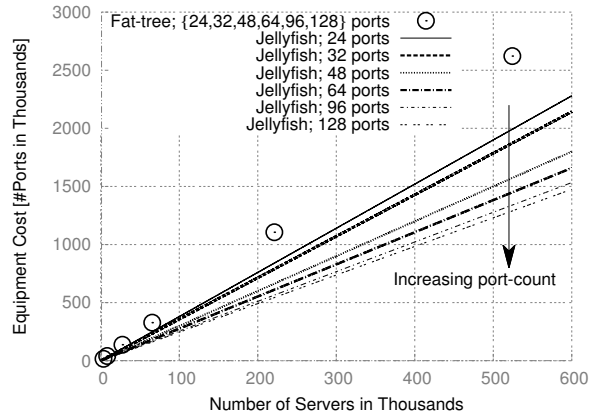 Fat-tree; {24,32,48,64,96,128} ports
Jellyfish; 24 ports
Jellyfish; 32 ports
Jellyfish; 48 ports
Jellyfish; 64 ports
Jellyfish; 96 ports
Jellyfish; 128 ports
Equipment Cost [#Ports in Thousands]
3000
2500
2000
1500
1000
500
0
Increasing port-count
0 100 200 300 400 500 600
Number of Servers in Thousands